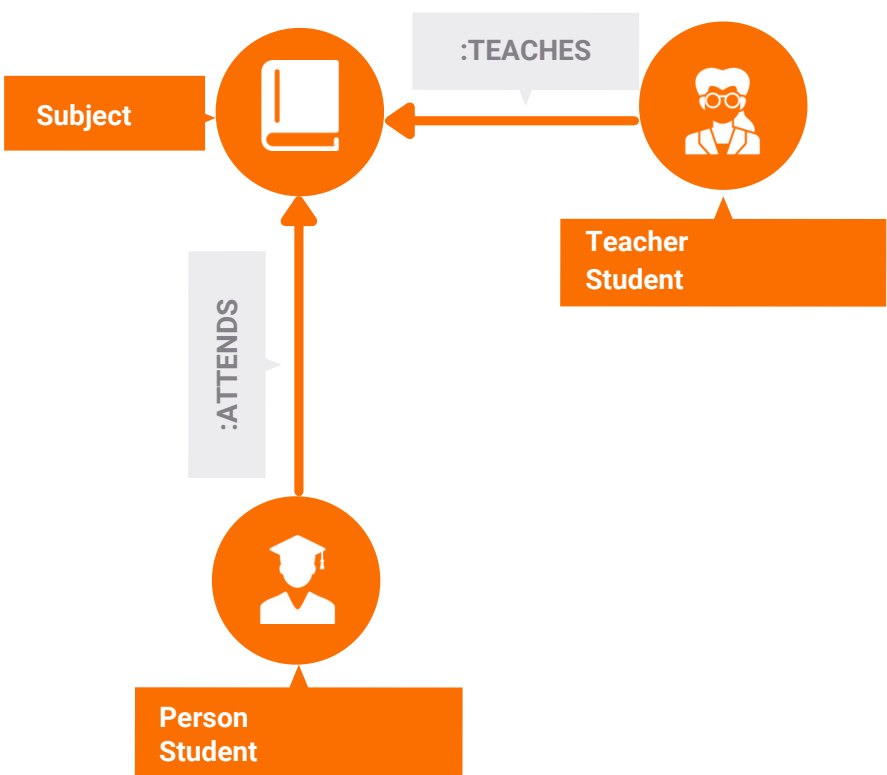 :TEACHES
Subject
Teacher
Student
:ATTENDS
Person
Student